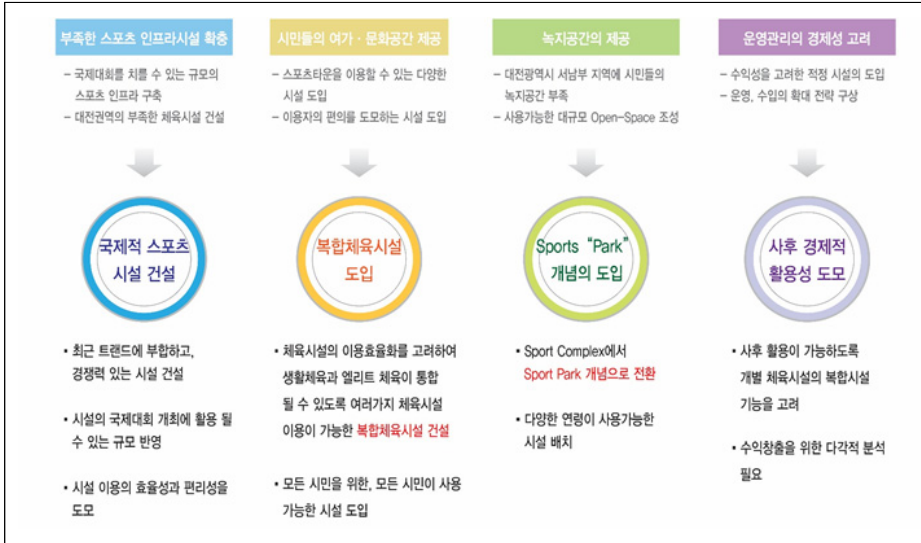 부족한 스포츠 인프라시설 확충
– 국제대회를 치를 수 있는 규모의
스포츠 인프라 구축
– 대전권역의 부족한 체육시설 건설
국제적 스포츠
시설 건설
• 최근 트랜드에 부합하고,
경쟁력 있는 시설 건설
• 시설의 국제대회 개최에 활용 될
수 있는 규모 반영
• 시설 이용의 효율성과 편리성을
도모
시민들의 여가 · 문화공간 제공
– 스포츠타운을 이용할 수 있는 다양한
시설 도입
– 이용자의 편의를 도모하는 시설 도입
복합체육시설
도입
• 체육시설의 이용효율화를 고려하여
생활체육과 엘리트 체육이 통합
될 수 있도록 여러가지 체육시설
이용이 가능한 복합체육시설 건설
• 모든 시민을 위한, 모든 시민이 사용
가능한 시설 도입
녹지공간의 제공
– 대전광역시 서남부 지역에 시민들의
녹지공간 부족
– 사용가능한 대규모 Open-Space 조성
Sports “Park”
개념의 도입
• Sport Complex에서
Sport Park 개념으로 전환
• 다양한 연령이 사용가능한
시설 배치
운영관리의 경제성 고려
– 수익성을 고려한 적정 시설의 도입
– 운영, 수입의 확대 전략 구상
사후 경제적
활용성 도모
• 사후 활용이 가능하도록
개별 체육시설의 복합시설
기능을 고려
• 수익창출을 위한 다각적 분석
필요